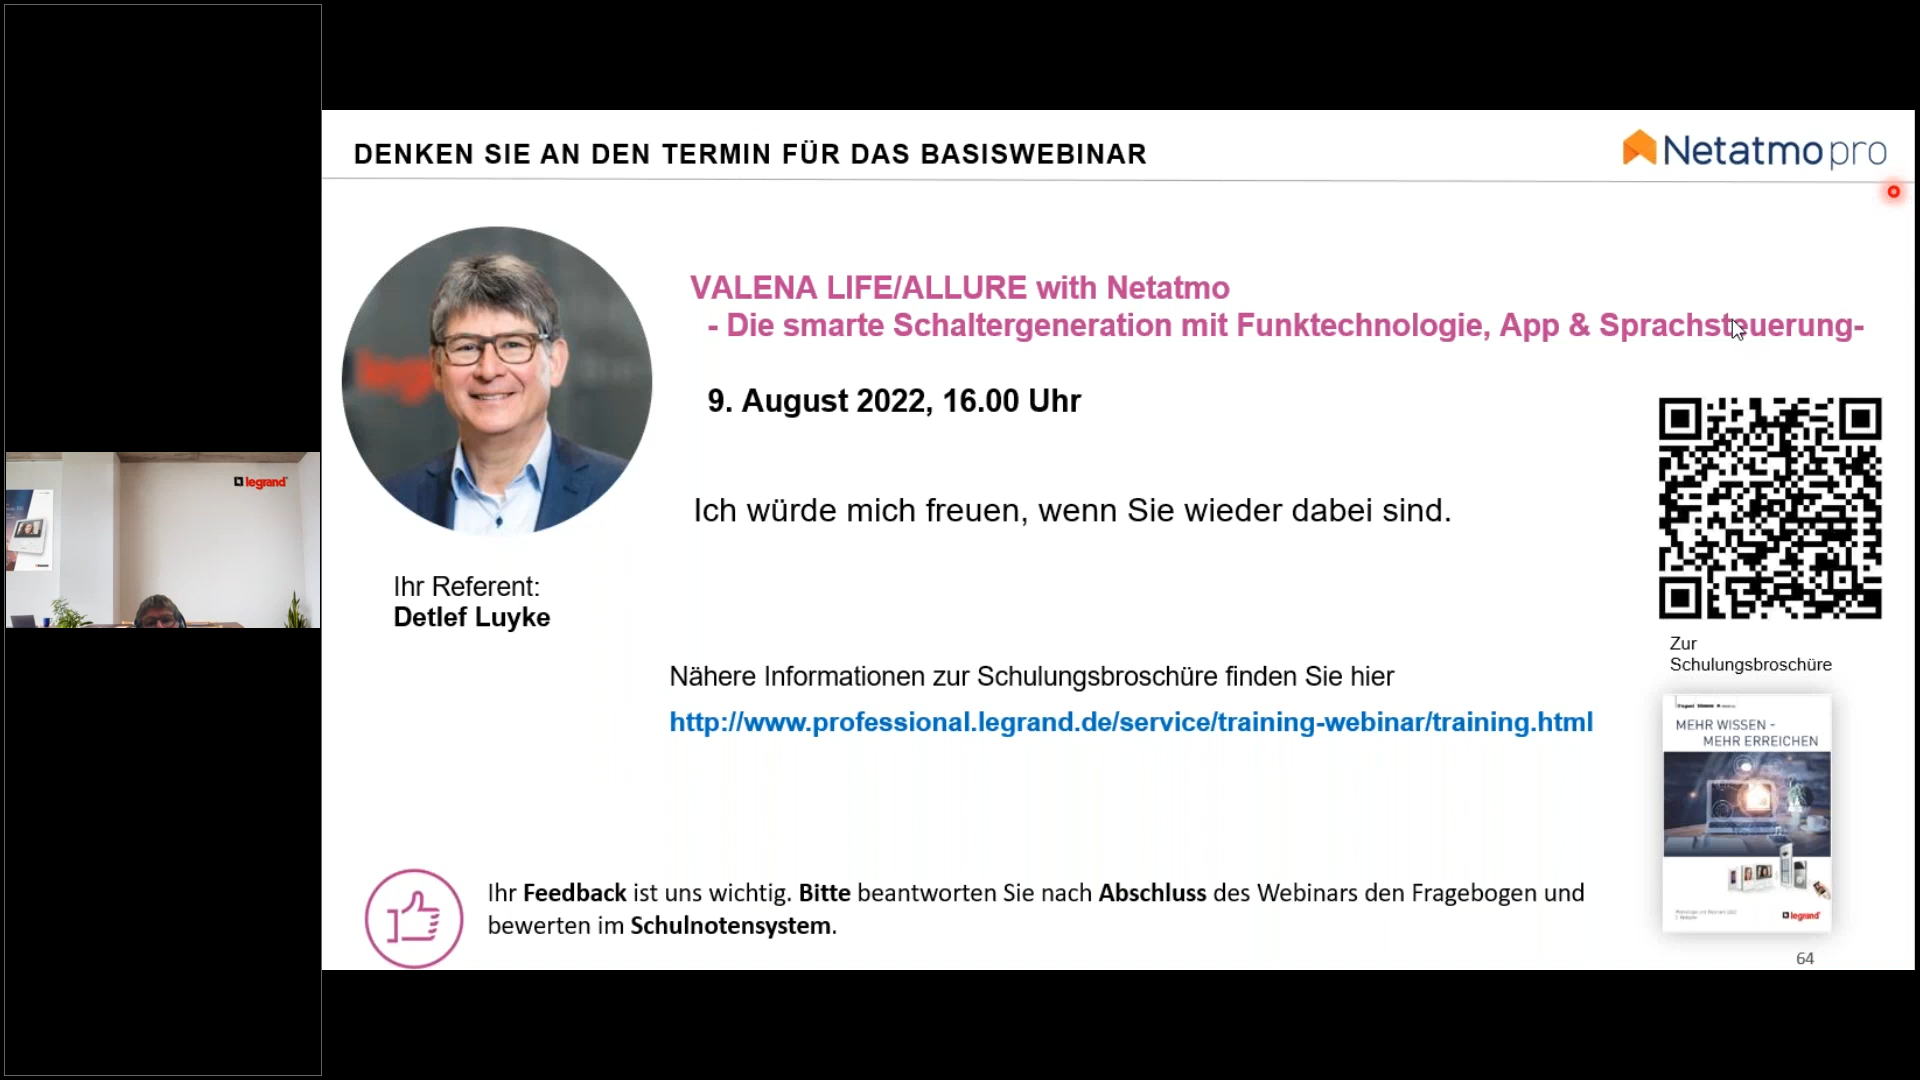 DENKEN SIE AN DEN TERMIN FÜR DAS BASISWEBINAR
Netatmo pro
VALENA LIFE/ALLURE with Netatmo
- Die smarte Schaltergeneration mit Funktechnologie, App & Sprachsteuerung-
9. August 2022, 16.00 Uhr
Ich würde mich freuen, wenn Sie wieder dabei sind.
legrand
Ihr Referent:
Detlef Luyke
Zur
Schulungsbroschüre
Nähere Informationen zur Schulungsbroschüre finden Sie hier
http://www.professional.legrand.de/service/training-webinar/training.html
MEHR WISSEN -
MEHR ERREICHEN
legrand
Ihr Feedback ist uns wichtig. Bitte beantworten Sie nach Abschluss des Webinars den Fragebogen und
bewerten im Schulnotensystem.
64